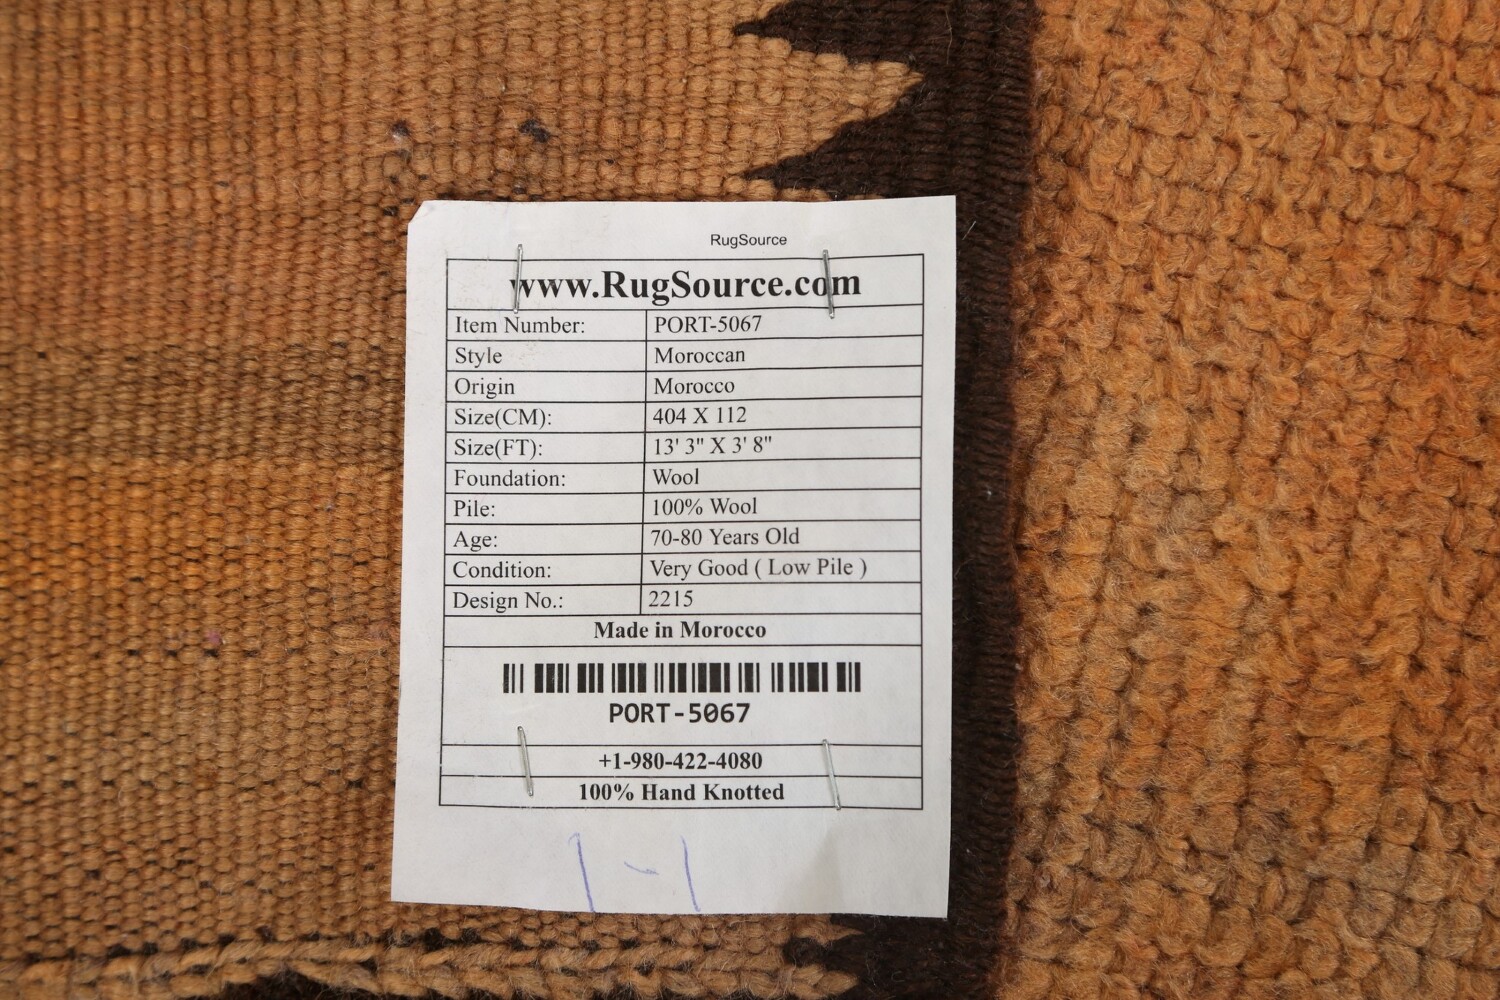 RugSource
www.RugSource.com
Item Number: PORT-5067
Style Moroccan
Origin Morocco
Size(CM): 404 X 112
Size(FT): 13' 3" X 3' 8"
Foundation: Wool
Pile: 100% Wool
Age: 70-80 Years Old
Condition: Very Good ( Low Pile )
Design No.: 2215
Made in Morocco
PORT-5067
+1-980-422-4080
100% Hand Knotted
1-1